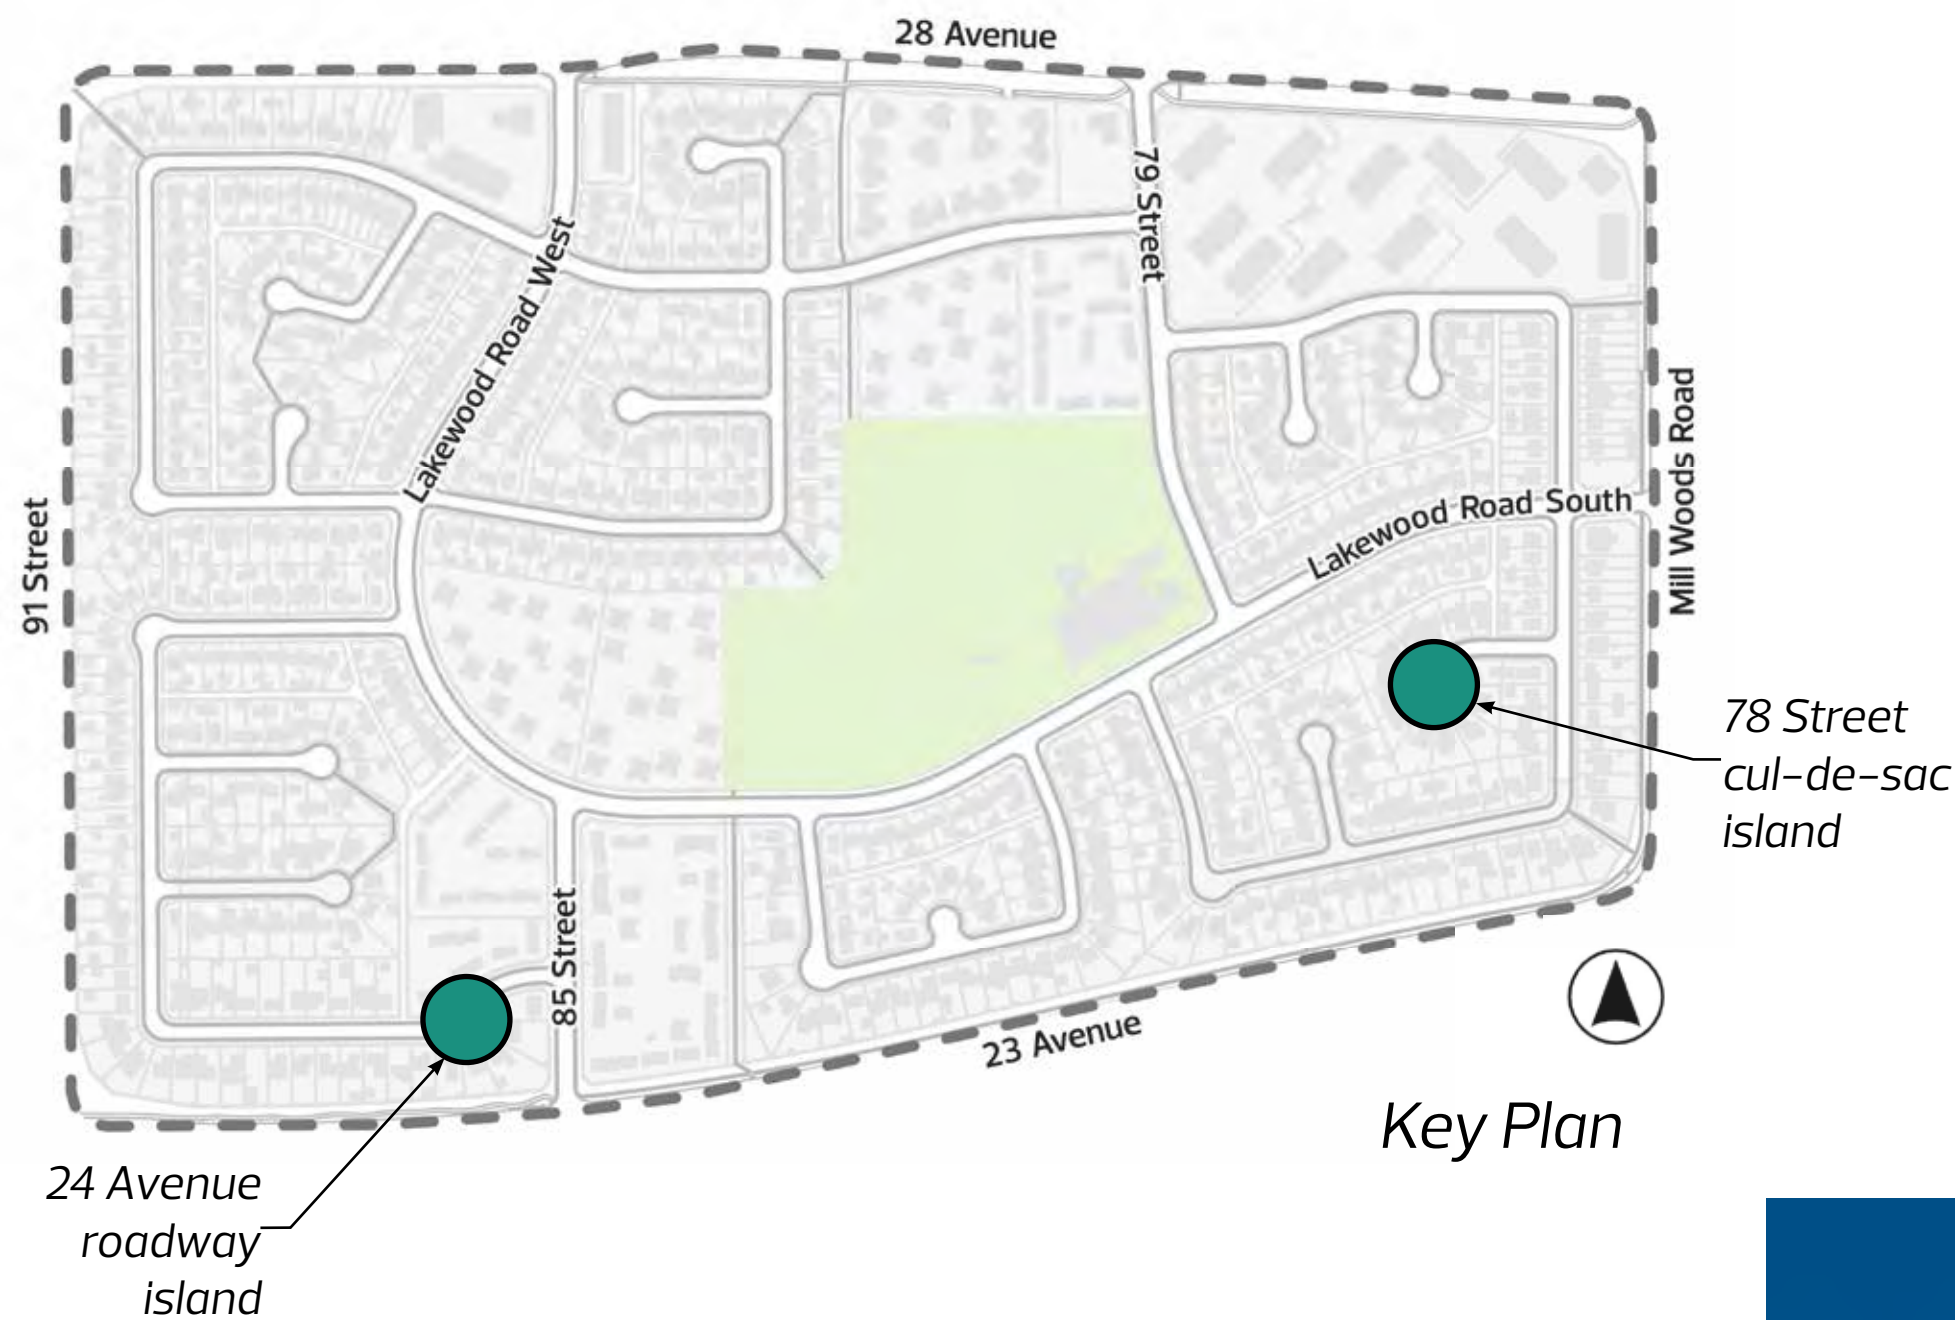 28 Avenue
79 Street
Lakewood Road West
Mill Woods Road
Lakewood Road South
91 Street
78 Street
cul-de-sac
island
85 Street
23 Avenue
Key Plan
24 Avenue
roadway
island